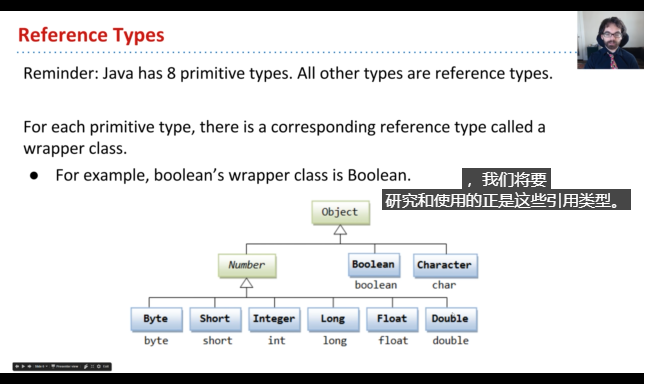 Reference Types
Reminder: Java has 8 primitive types. All other types are reference types.
For each primitive type, there is a corresponding reference type called a
wrapper class.
● For example, boolean’s wrapper class is Boolean.
，我们将要
研究和使用的正是这些引用类型。
Object
Number Boolean Character
boolean char
Byte Short Integer Long Float Double
byte short int long float double